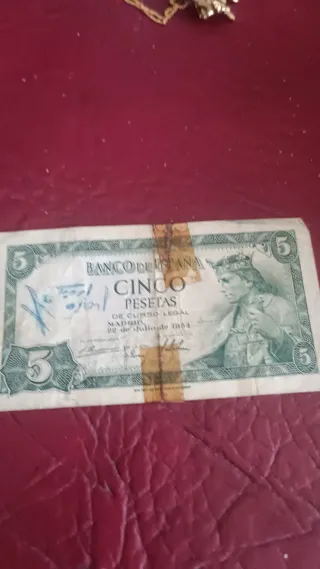 5 5
BANCO DE ESPAÑA
CINCO
PESETAS
DE CURSO LEGAL
MADRID,
22 de Julio de 1954
5